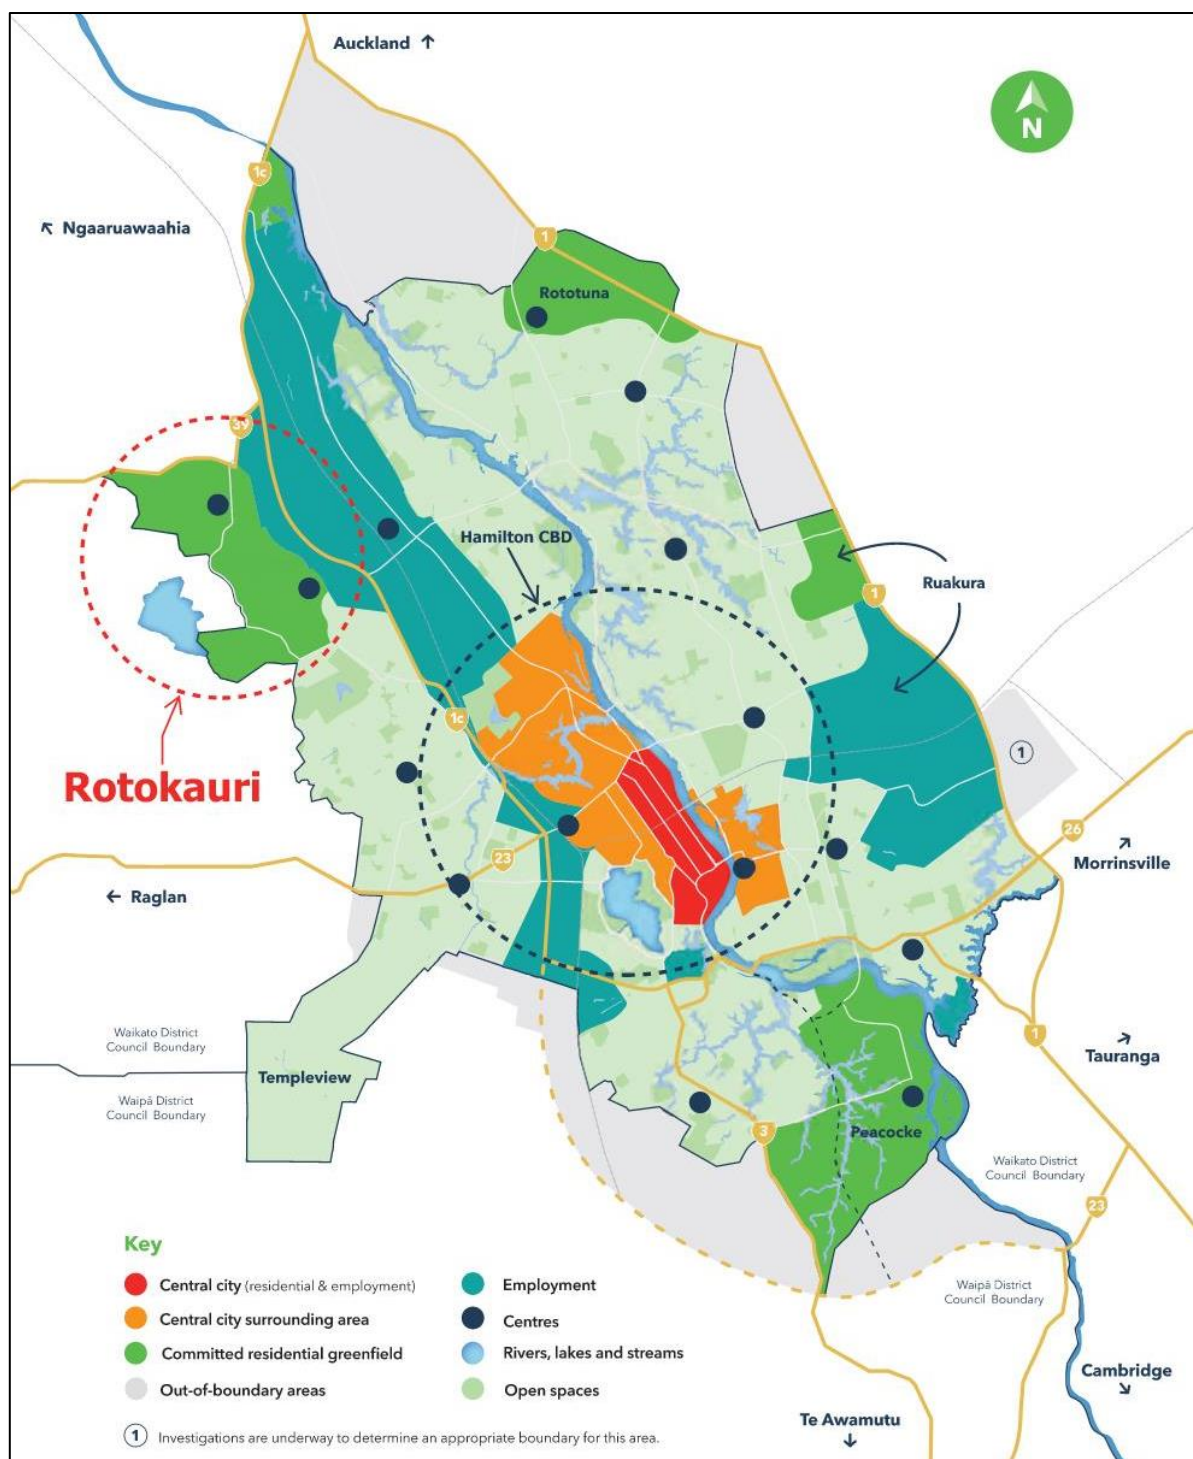 Auckland ↑
N
1c
↖ Ngaaruawaahia
1
Rototuna
39
Hamilton CBD
Ruakura
1
Rotokauri
1c
1
26
↗
Morrinsville
23
← Raglan
Waikato District
Council Boundary
1
↗
Tauranga
Templeview
Waipā District
Council Boundary
3
Peacocke
Waikato District
Council Boundary
23
Waipā District
Council Boundary
Cambridge
↘
Te Awamutu
↓
Key
Central city (residential & employment)
Central city surrounding area
Committed residential greenfield
Out-of-boundary areas
Employment
Centres
Rivers, lakes and streams
Open spaces
1 Investigations are underway to determine an appropriate boundary for this area.